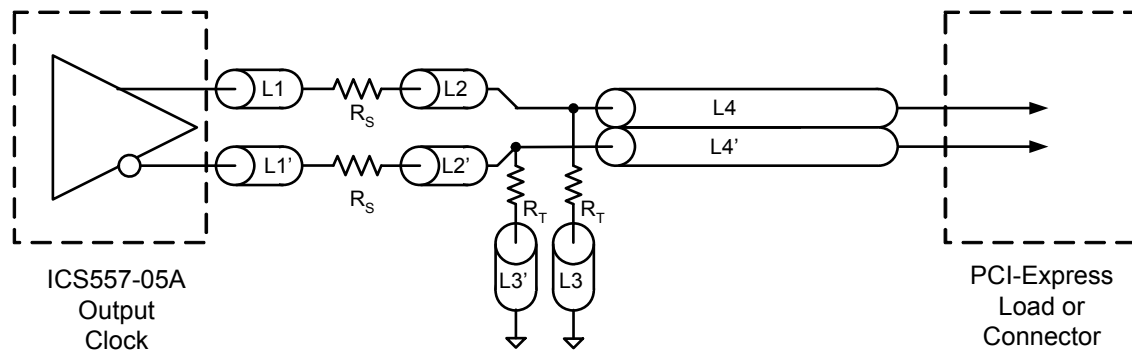 L1
R_S
L2
L4
L1'
R_S
L2'
L4'
R_T
R_T
L3'
L3
ICS557-05A
Output
Clock
PCI-Express
Load or
Connector